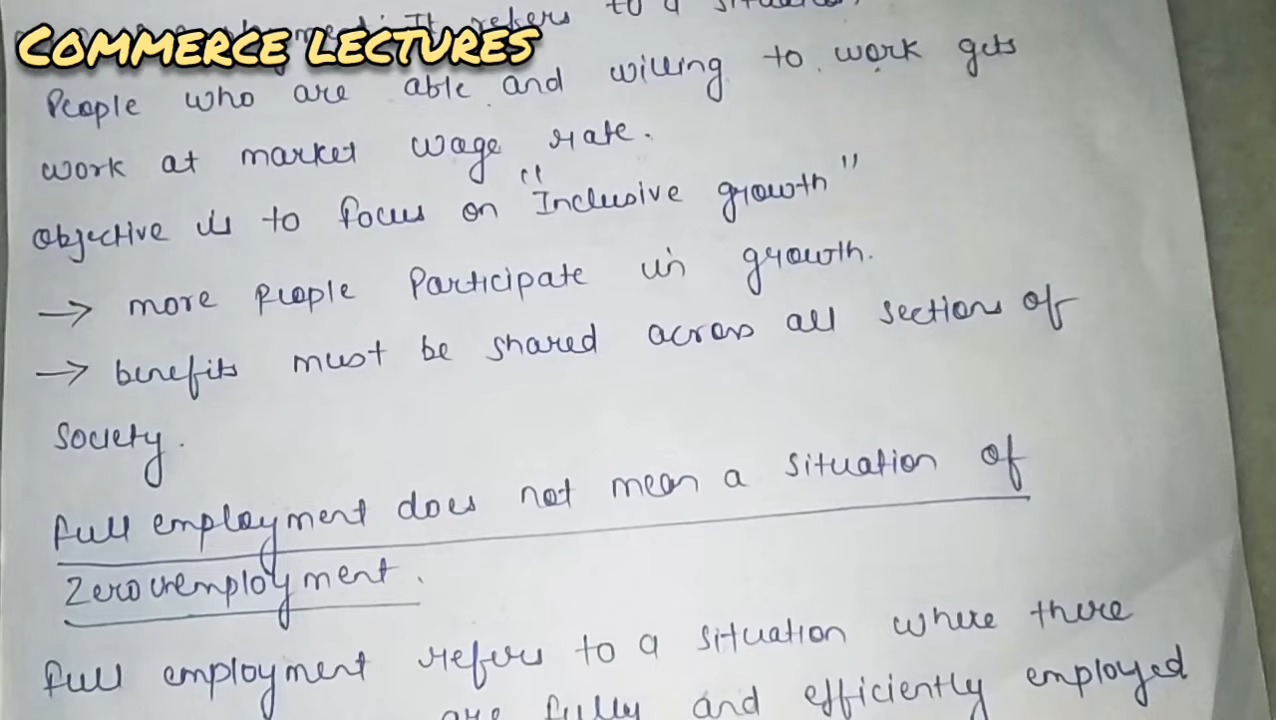 COMMERCE LECTURES
It refers to a
People who are able and willing to work gets
work at market wage rate.
objective is to focus on "Inclusive growth"
→ more people Participate in growth.
→ benefits must be shared across all sections of
society.
full employment does not mean a situation of
Zero unemployment.
full employment refers to a situation where there
are fully and efficiently employed